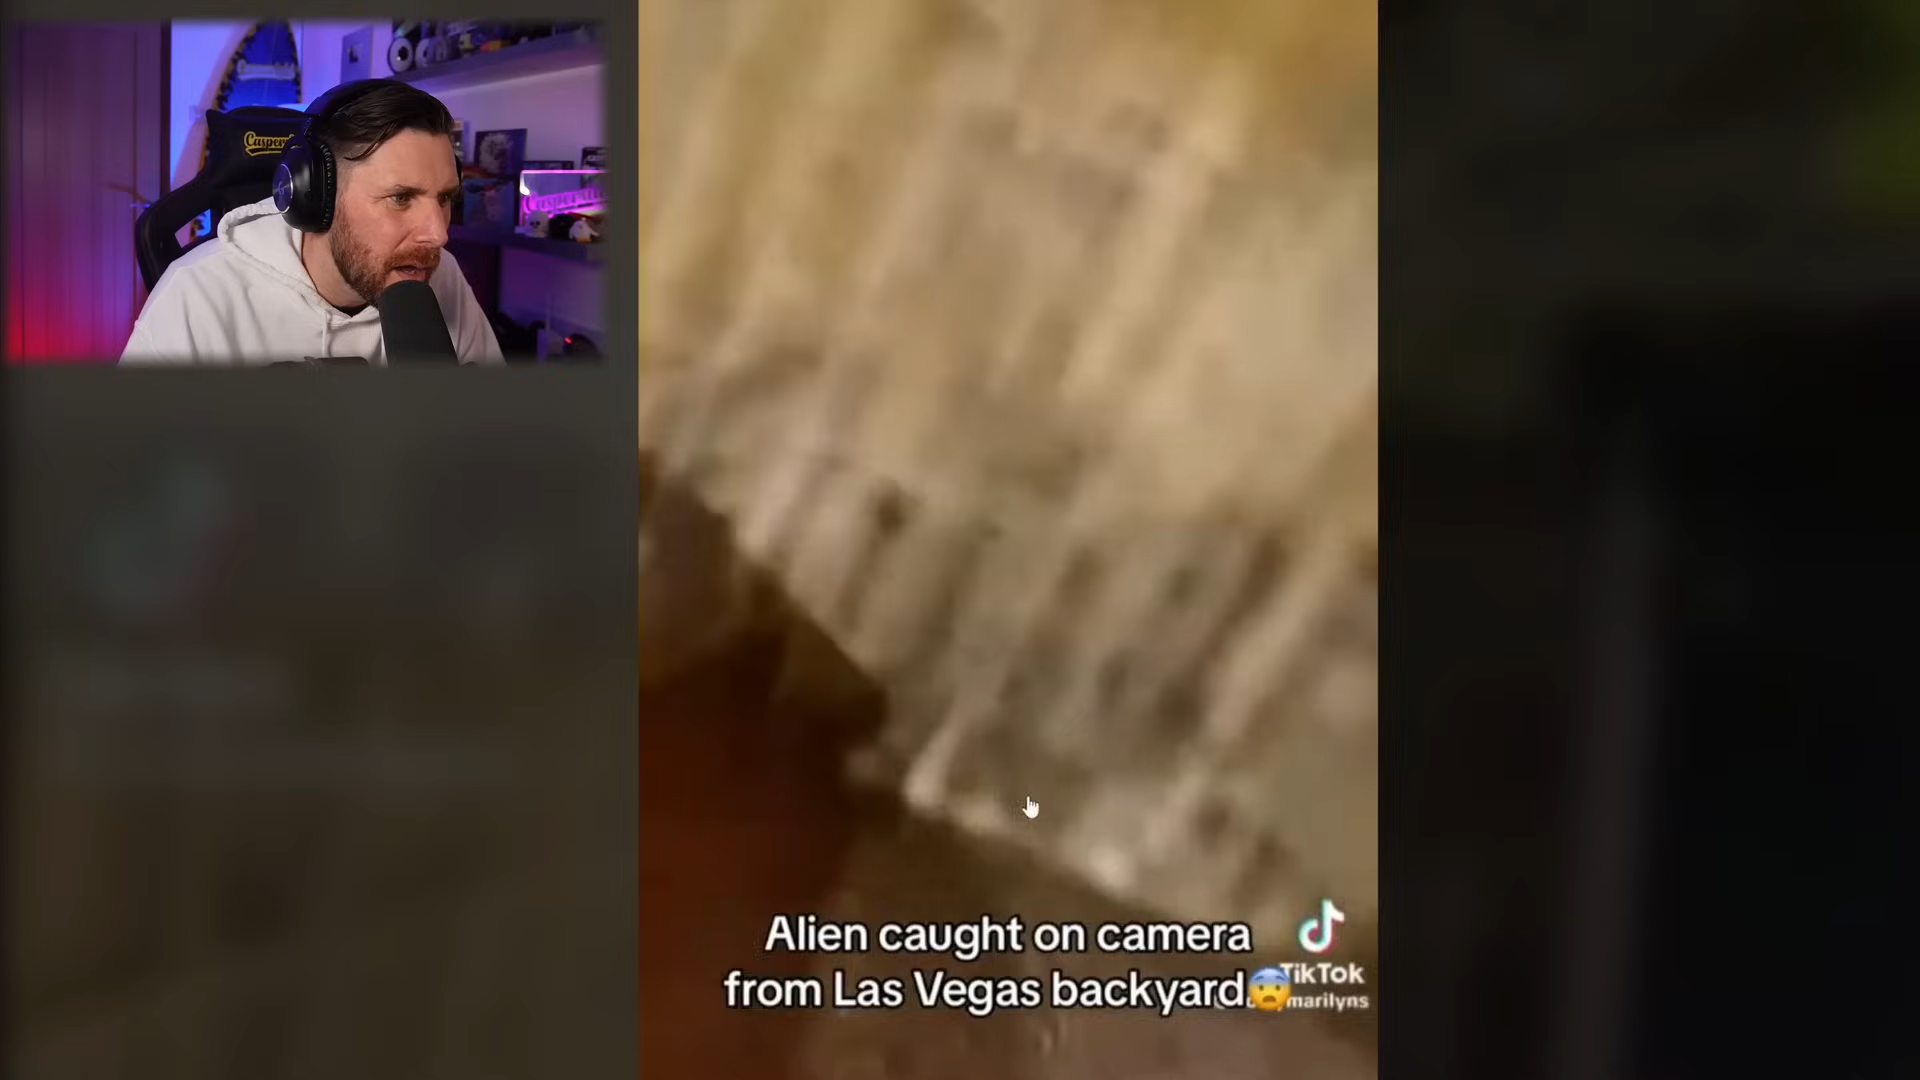 Alien caught on camera
from Las Vegas backyard😨
TikTok
marilyns